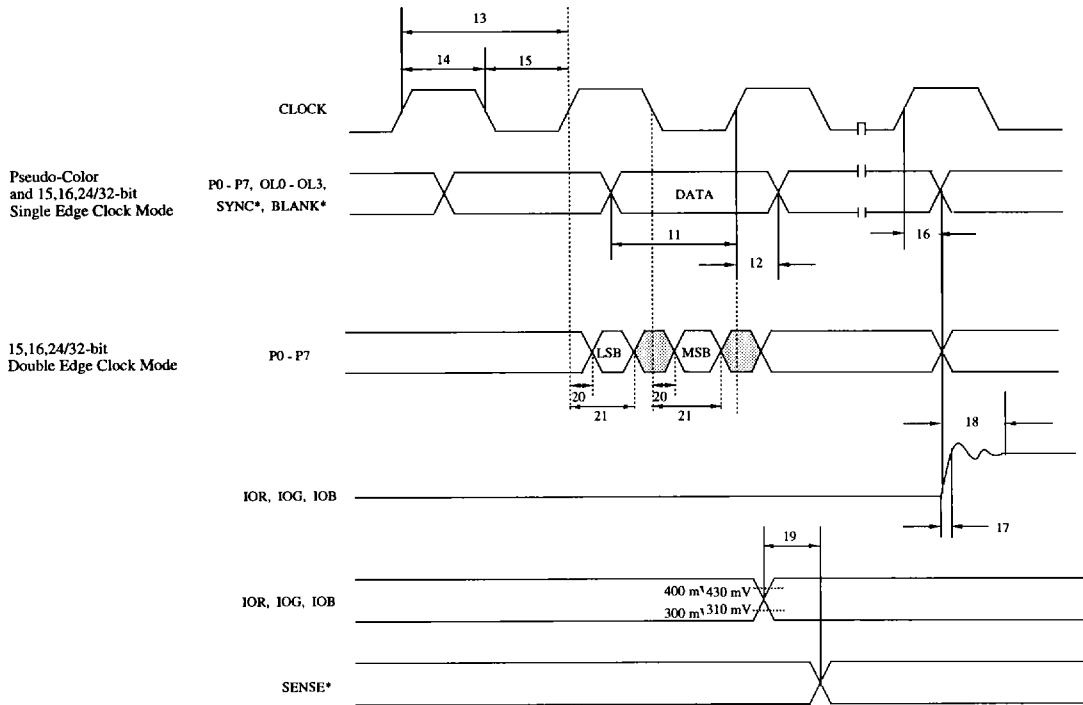 13
14
15
CLOCK
Pseudo-Color
and 15,16,24/32-bit
Single Edge Clock Mode
P0 - P7, OL0 - OL3,
SYNC*, BLANK*
DATA
11
12
16
15,16,24/32-bit
Double Edge Clock Mode
P0 - P7
LSB
MSB
20
20
21
21
18
IOR, IOG, IOB
17
19
IOR, IOG, IOB
400 m 430 mV
300 m 310 mV
SENSE*